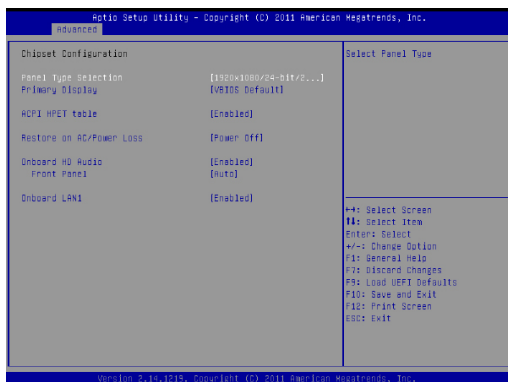 Aptio Setup Utility - Copyright (C) 2011 American Megatrends, Inc.
Advanced
Chipset Configuration
Select Panel Type
Panel Type Selection [1920x1080/24-bit/2...]
Primary Display [VBIOS Default]
ACPI HPET table [Enabled]
Restore on AC/Power Loss [Power Off]
Onboard HD Audio [Enabled]
Front Panel [Auto]
Onboard LAN1 [Enabled]
↔: Select Screen
↑↓: Select Item
Enter: Select
+/-: Change Option
F1: General Help
F7: Discard Changes
F9: Load UEFI Defaults
F10: Save and Exit
F12: Print Screen
ESC: Exit
Version 2.14.1219. Copyright (C) 2011 American Megatrends, Inc.